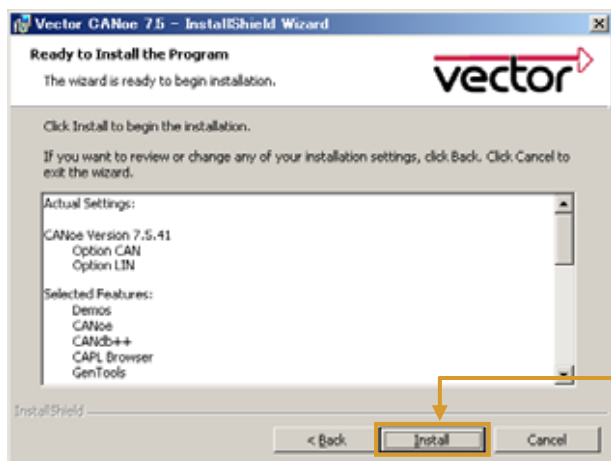 Vector CANoe 7.5 - InstallShield Wizard
Ready to Install the Program
The wizard is ready to begin installation.
vector
Click Install to begin the installation.
If you want to review or change any of your installation settings, click Back. Click Cancel to
exit the wizard.
Actual Settings:
CANoe Version 7.5.41
Option CAN
Option LIN
Selected Features:
Demos
CANoe
CANdb++
CAPL Browser
GenTools
InstallShield
< Back Install Cancel